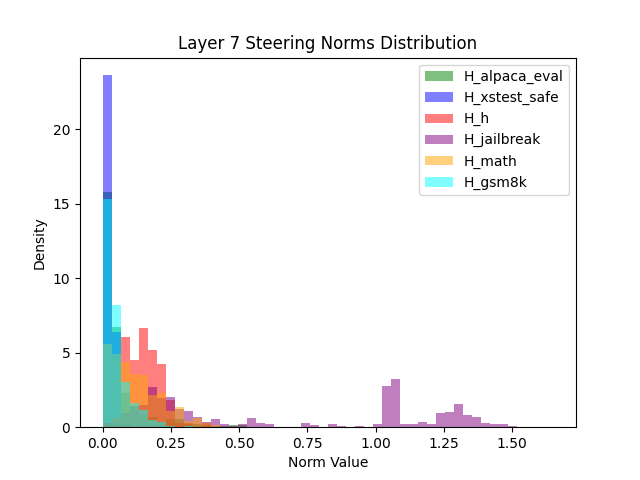 Layer 7 Steering Norms Distribution
H_alpaca_eval
H_xstest_safe
H_h
H_jailbreak
H_math
H_gsm8k
Density
20
15
10
5
0
0.00 0.25 0.50 0.75 1.00 1.25 1.50
Norm Value